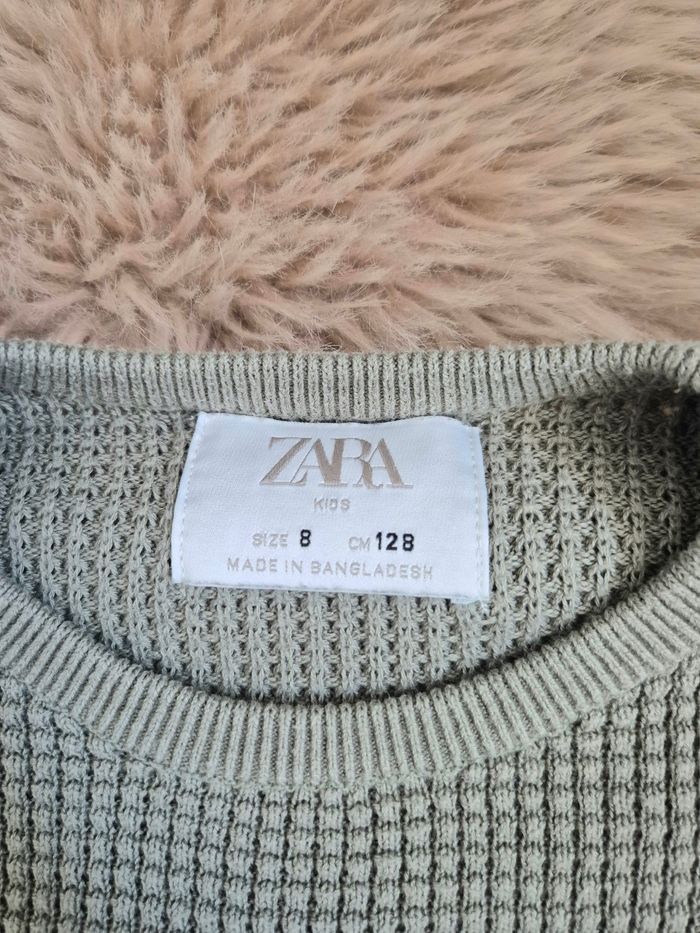 ZARA
KIDS
SIZE 8 CM 128
MADE IN BANGLADESH